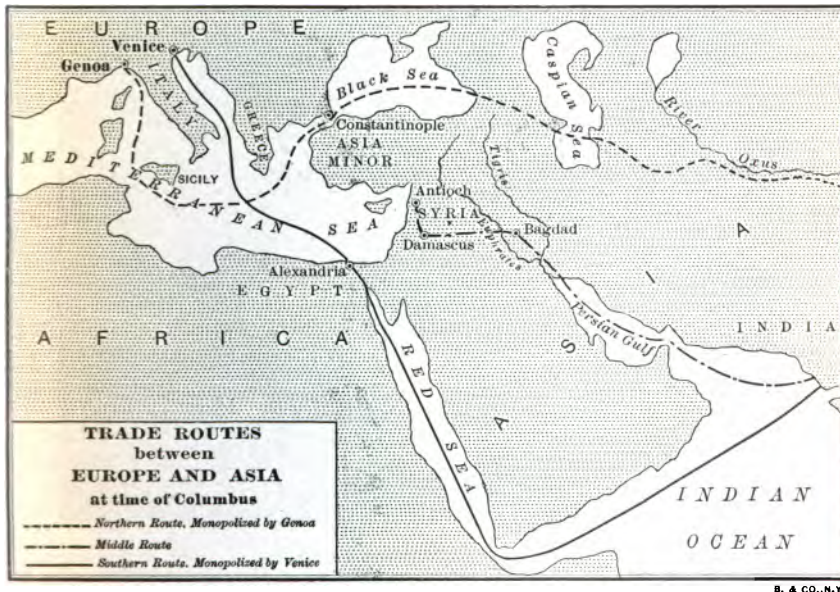 EUROPE
Venice
Genoa
ITALY
GREECE
Black Sea
Caspian Sea
River Oxus
Constantinople
ASIA
MINOR
MEDITERRANEAN SEA
SICILY
Tigris
Antioch
SYRIA
Euphrates
Damascus
Bagdad
Alexandria
EGYPT
AFRICA
ASIA
Persian Gulf
INDIA
RED SEA
INDIAN
OCEAN
TRADE ROUTES
between
EUROPE AND ASIA
at time of Columbus
Northern Route, Monopolized by Genoa
Middle Route
Southern Route, Monopolized by Venice
B. & CO., N.Y.